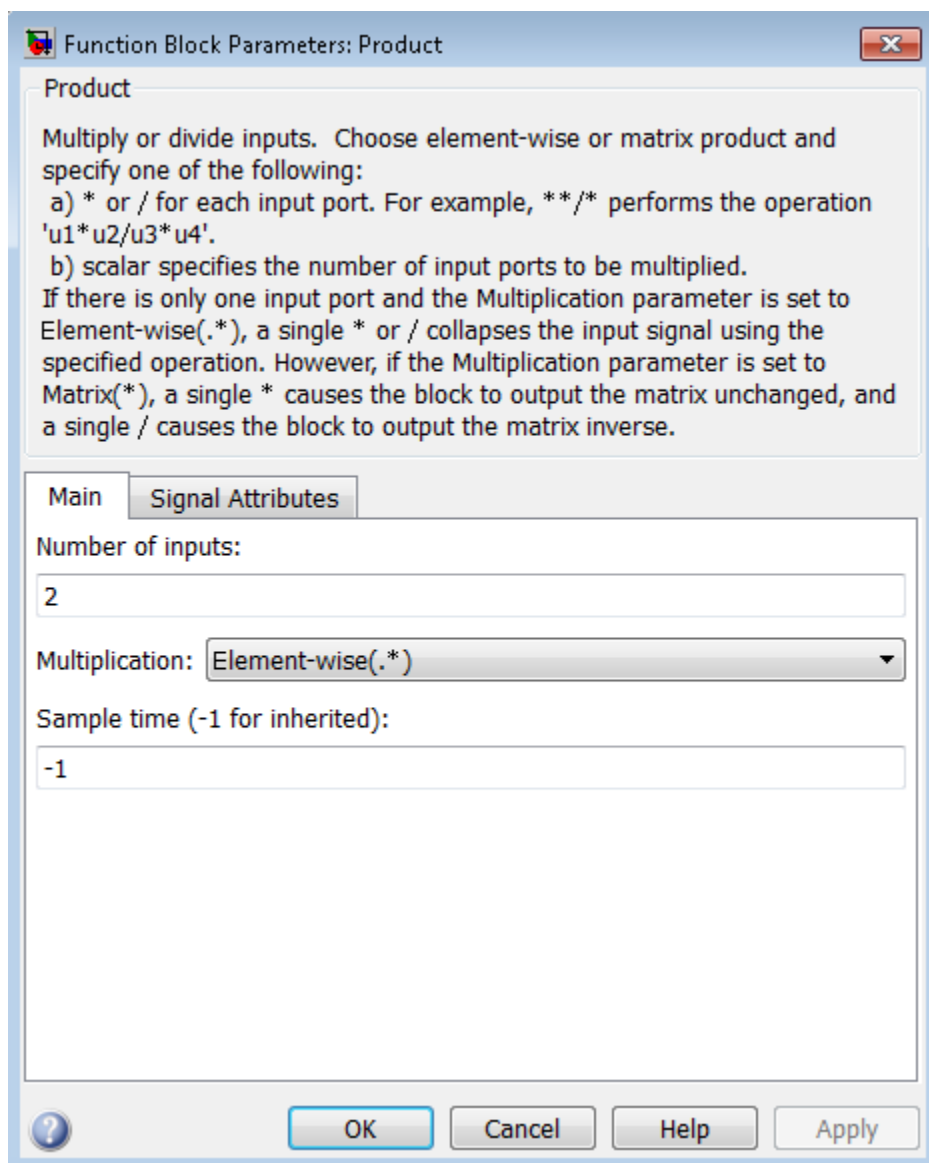 Function Block Parameters: Product
Product
Multiply or divide inputs.  Choose element-wise or matrix product and
specify one of the following:
a) * or / for each input port. For example, **/* performs the operation
'u1*u2/u3*u4'.
b) scalar specifies the number of input ports to be multiplied.
If there is only one input port and the Multiplication parameter is set to
Element-wise(.*), a single * or / collapses the input signal using the
specified operation. However, if the Multiplication parameter is set to
Matrix(*), a single * causes the block to output the matrix unchanged, and
a single / causes the block to output the matrix inverse.
Main Signal Attributes
Number of inputs:
2
Multiplication: Element-wise(.*)
Sample time (-1 for inherited):
-1
? OK Cancel Help Apply